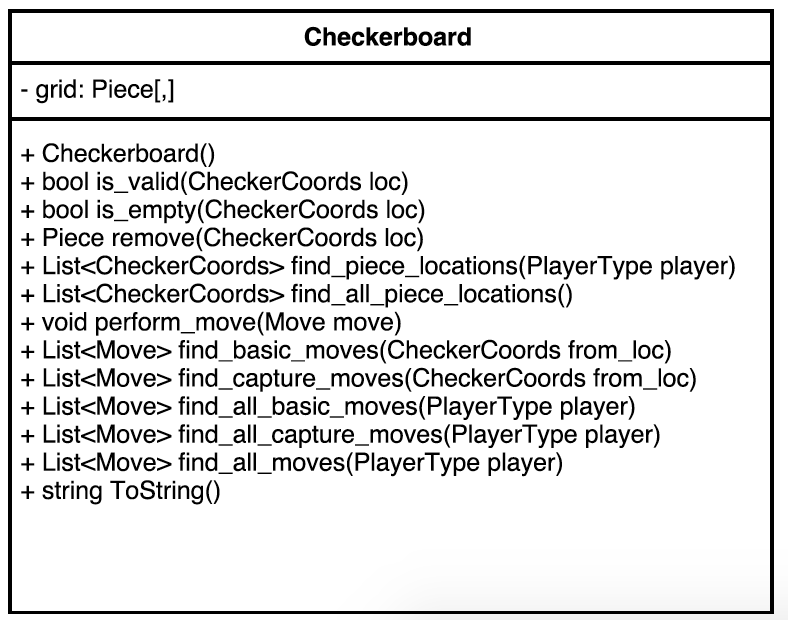 Checkerboard
- grid: Piece[,]
+ Checkerboard()
+ bool is_valid(CheckerCoords loc)
+ bool is_empty(CheckerCoords loc)
+ Piece remove(CheckerCoords loc)
+ List<CheckerCoords> find_piece_locations(PlayerType player)
+ List<CheckerCoords> find_all_piece_locations()
+ void perform_move(Move move)
+ List<Move> find_basic_moves(CheckerCoords from_loc)
+ List<Move> find_capture_moves(CheckerCoords from_loc)
+ List<Move> find_all_basic_moves(PlayerType player)
+ List<Move> find_all_capture_moves(PlayerType player)
+ List<Move> find_all_moves(PlayerType player)
+ string ToString()